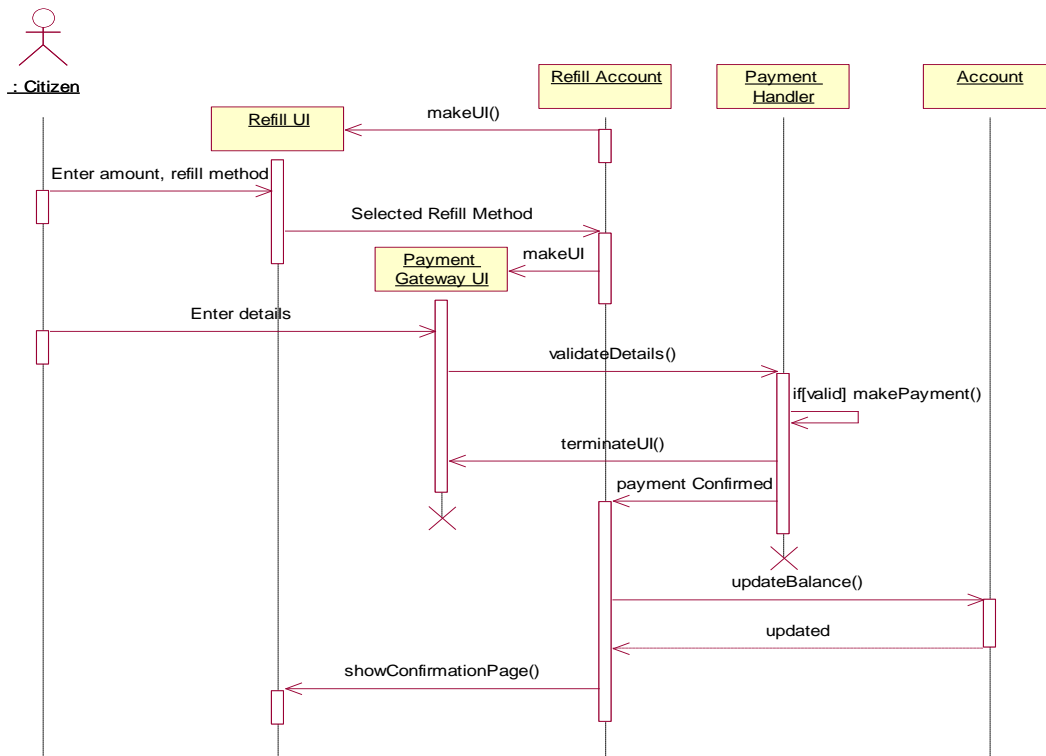 : Citizen
Refill Account
Payment
Handler
Account
Refill UI
makeUI()
Enter amount, refill method
Selected Refill Method
Payment
Gateway UI
makeUI
Enter details
validateDetails()
if[valid] makePayment()
terminateUI()
payment Confirmed
updateBalance()
updated
showConfirmationPage()